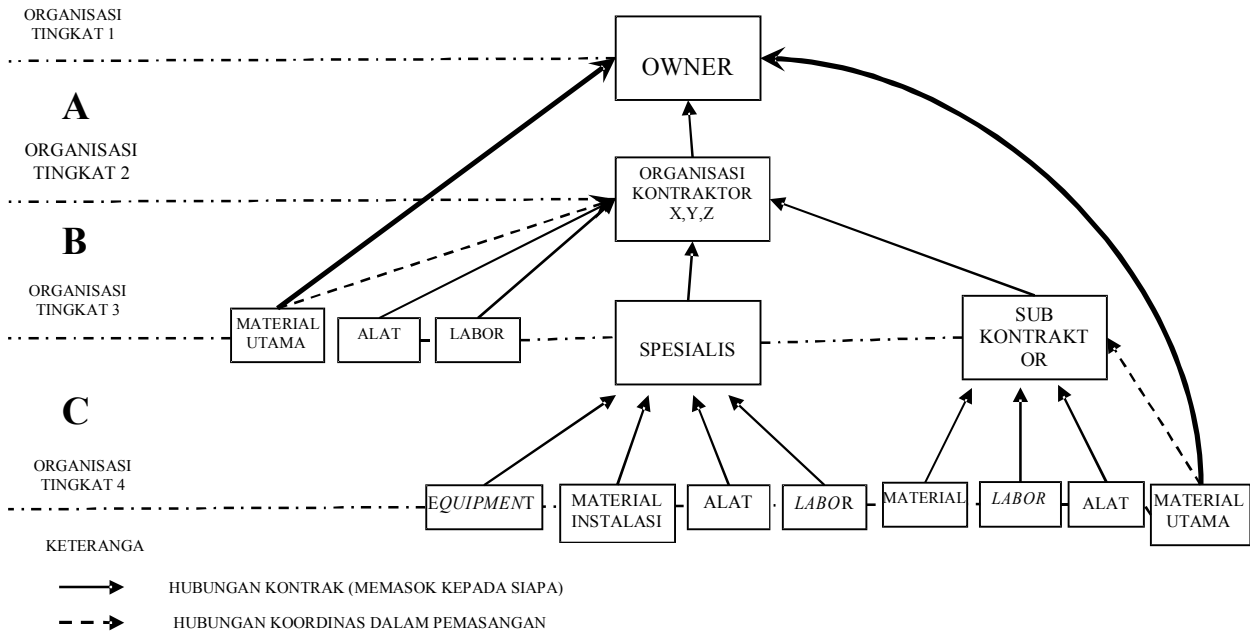 ORGANISASI
TINGKAT 1
OWNER
A
ORGANISASI
TINGKAT 2
ORGANISASI
KONTRAKTOR
X,Y,Z
B
ORGANISASI
TINGKAT 3
MATERIAL
UTAMA
ALAT
LABOR
SPESIALIS
SUB
KONTRAKT
OR
C
ORGANISASI
TINGKAT 4
EQUIPMENT
MATERIAL
INSTALASI
ALAT
LABOR
MATERIAL
LABOR
ALAT
MATERIAL
UTAMA
KETERANGA
HUBUNGAN KONTRAK (MEMASOK KEPADA SIAPA)
HUBUNGAN KOORDINAS DALAM PEMASANGAN